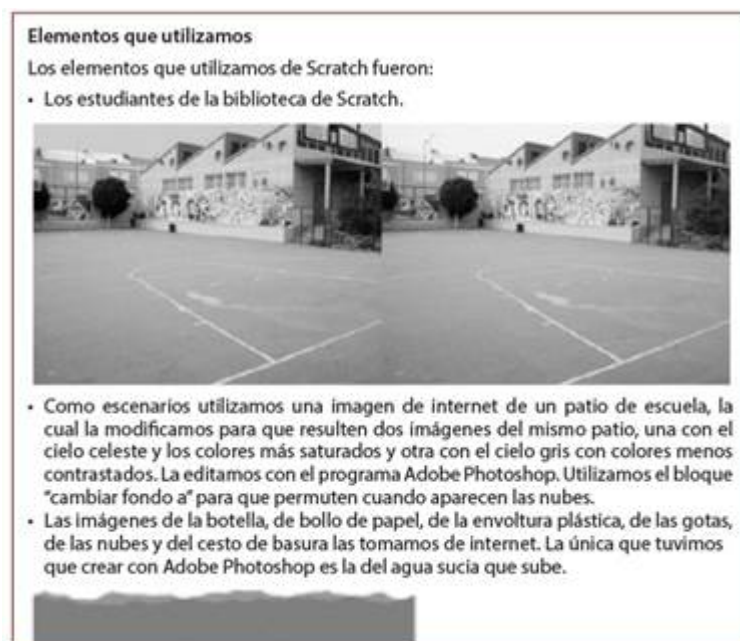 Elementos que utilizamos
Los elementos que utilizamos de Scratch fueron:
• Los estudiantes de la biblioteca de Scratch.
• Como escenarios utilizamos una imagen de internet de un patio de escuela, la
cual la modificamos para que resulten dos imágenes del mismo patio, una con el
cielo celeste y los colores más saturados y otra con el cielo gris con colores menos
contrastados. La editamos con el programa Adobe Photoshop. Utilizamos el bloque
"cambiar fondo a" para que permuten cuando aparecen las nubes.
• Las imágenes de la botella, de bollo de papel, de la envoltura plástica, de las gotas,
de las nubes y del cesto de basura las tomamos de internet. La única que tuvimos
que crear con Adobe Photoshop es la del agua sucia que sube.